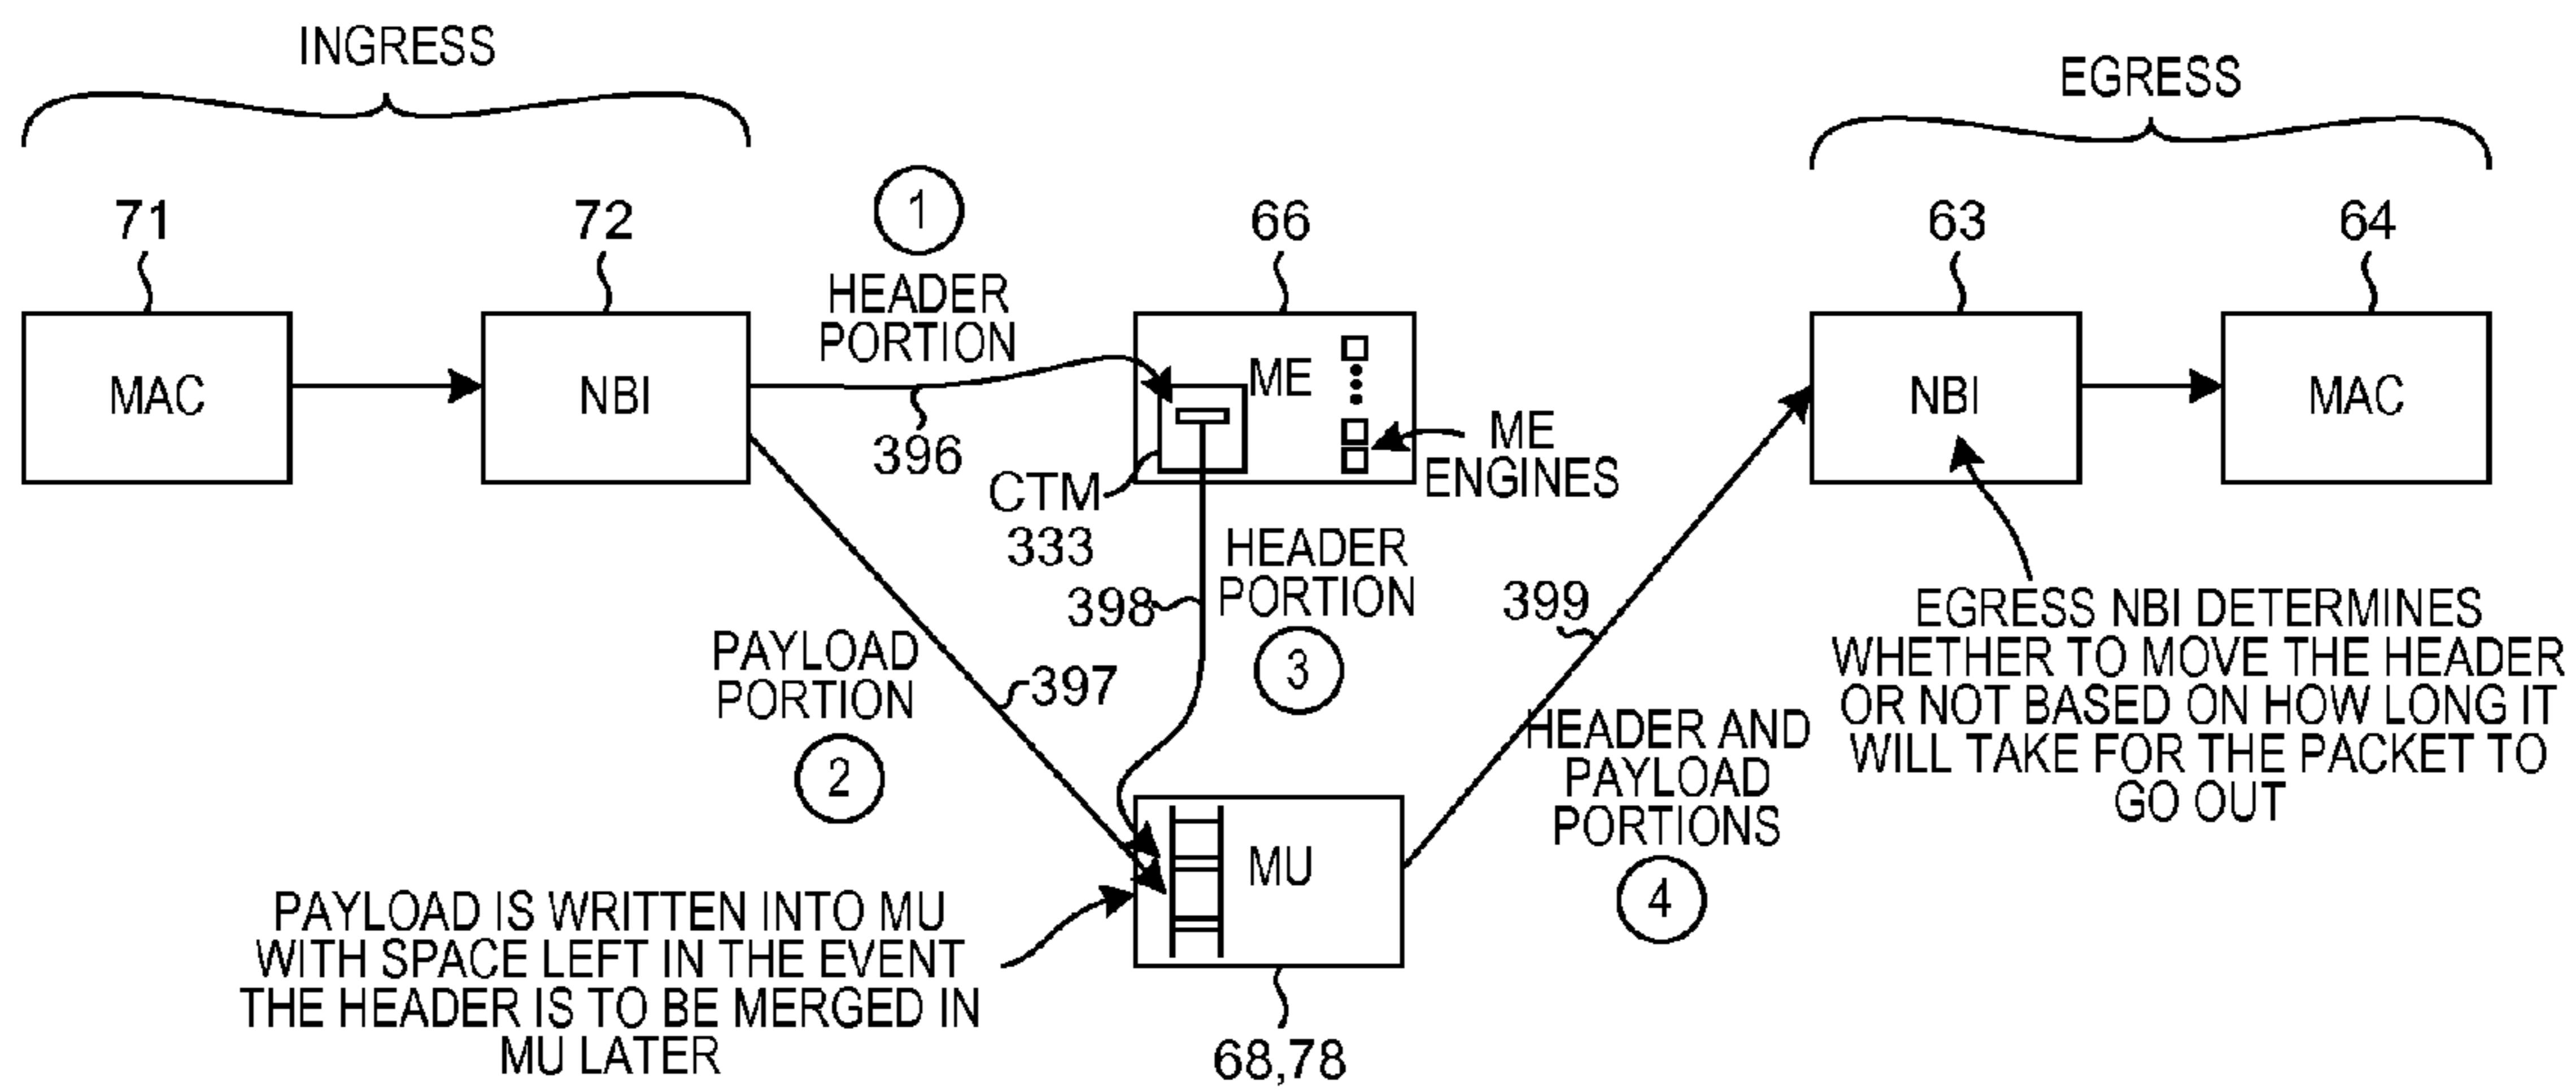 INGRESS
EGRESS
71
72
1
66
63
64
HEADER
PORTION
MAC
NBI
ME
NBI
MAC
396
ME
ENGINES
CTM
333
HEADER
PORTION
398
3
399
PAYLOAD
PORTION
397
2
EGRESS NBI DETERMINES
WHETHER TO MOVE THE HEADER
OR NOT BASED ON HOW LONG IT
WILL TAKE FOR THE PACKET TO
GO OUT
HEADER AND
PAYLOAD
PORTIONS
4
MU
PAYLOAD IS WRITTEN INTO MU
WITH SPACE LEFT IN THE EVENT
THE HEADER IS TO BE MERGED IN
MU LATER
68,78